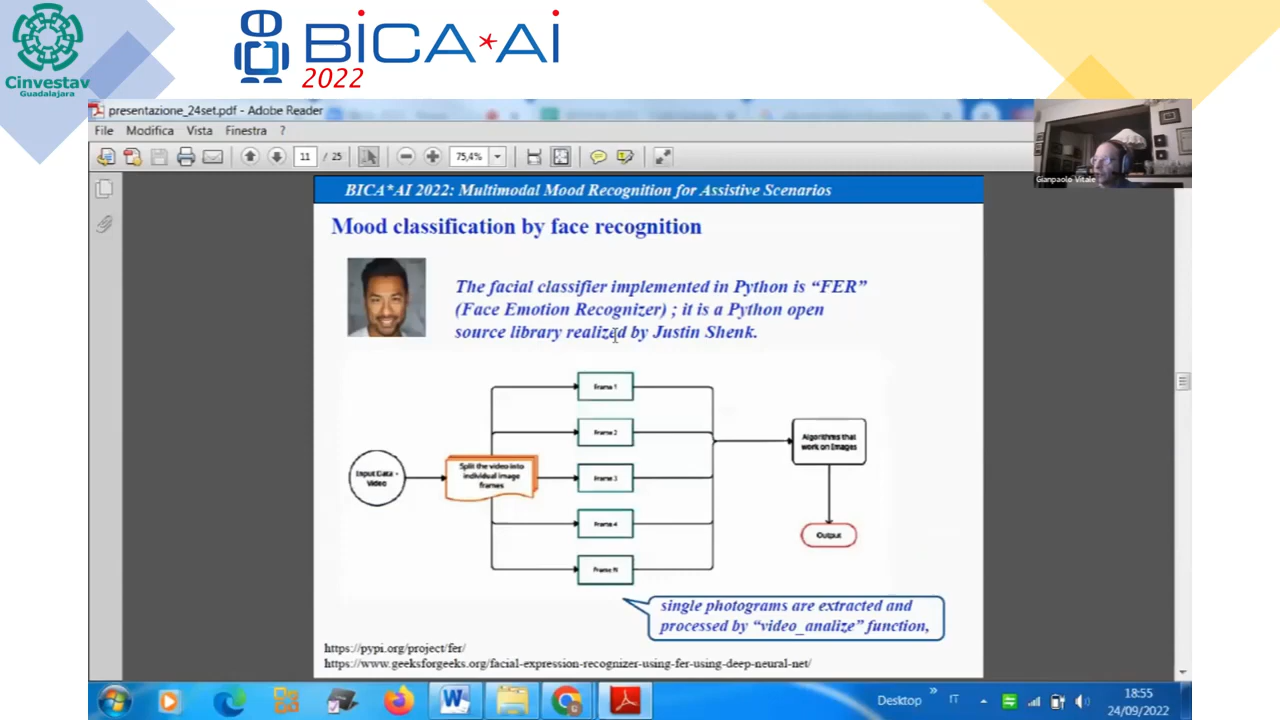 Cinvestav
Guadalajara
BiCA*Ai
2022
presentazione_24set.pdf - Adobe Reader
File Modifica Vista Finestra ?
11 / 25 75,4%
Gianpaolo Vitale
BICA*AI 2022: Multimodal Mood Recognition for Assistive Scenarios
Mood classification by face recognition
The facial classifier implemented in Python is “FER”
(Face Emotion Recognizer) ; it is a Python open
source library realized by Justin Shenk.
Input Data -
Video
Split the video into
individual image
frames
Frame 1
Frame 2
Frame 3
Frame 4
Frame N
Algorithms that
work on Images
Output
single photograms are extracted and
processed by “video_analize” function,
https://pypi.org/project/fer/
https://www.geeksforgeeks.org/facial-expression-recognizer-using-fer-using-deep-neural-net/
Desktop » IT 18:55
24/09/2022